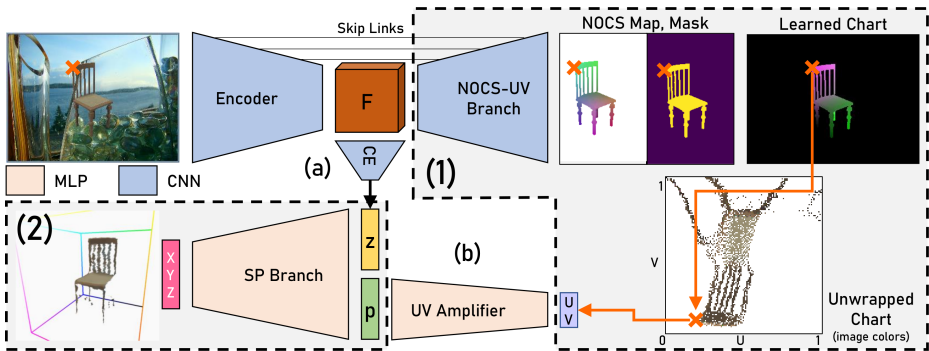 Skip Links
NOCS Map, Mask
Learned Chart
Encoder
F
NOCS-UV
Branch
CE
(a)
(1)
MLP
CNN
(2)
X
Y
Z
SP Branch
z
p
(b)
UV Amplifier
U
V
1
V
0
U
1
Unwrapped
Chart
(image colors)